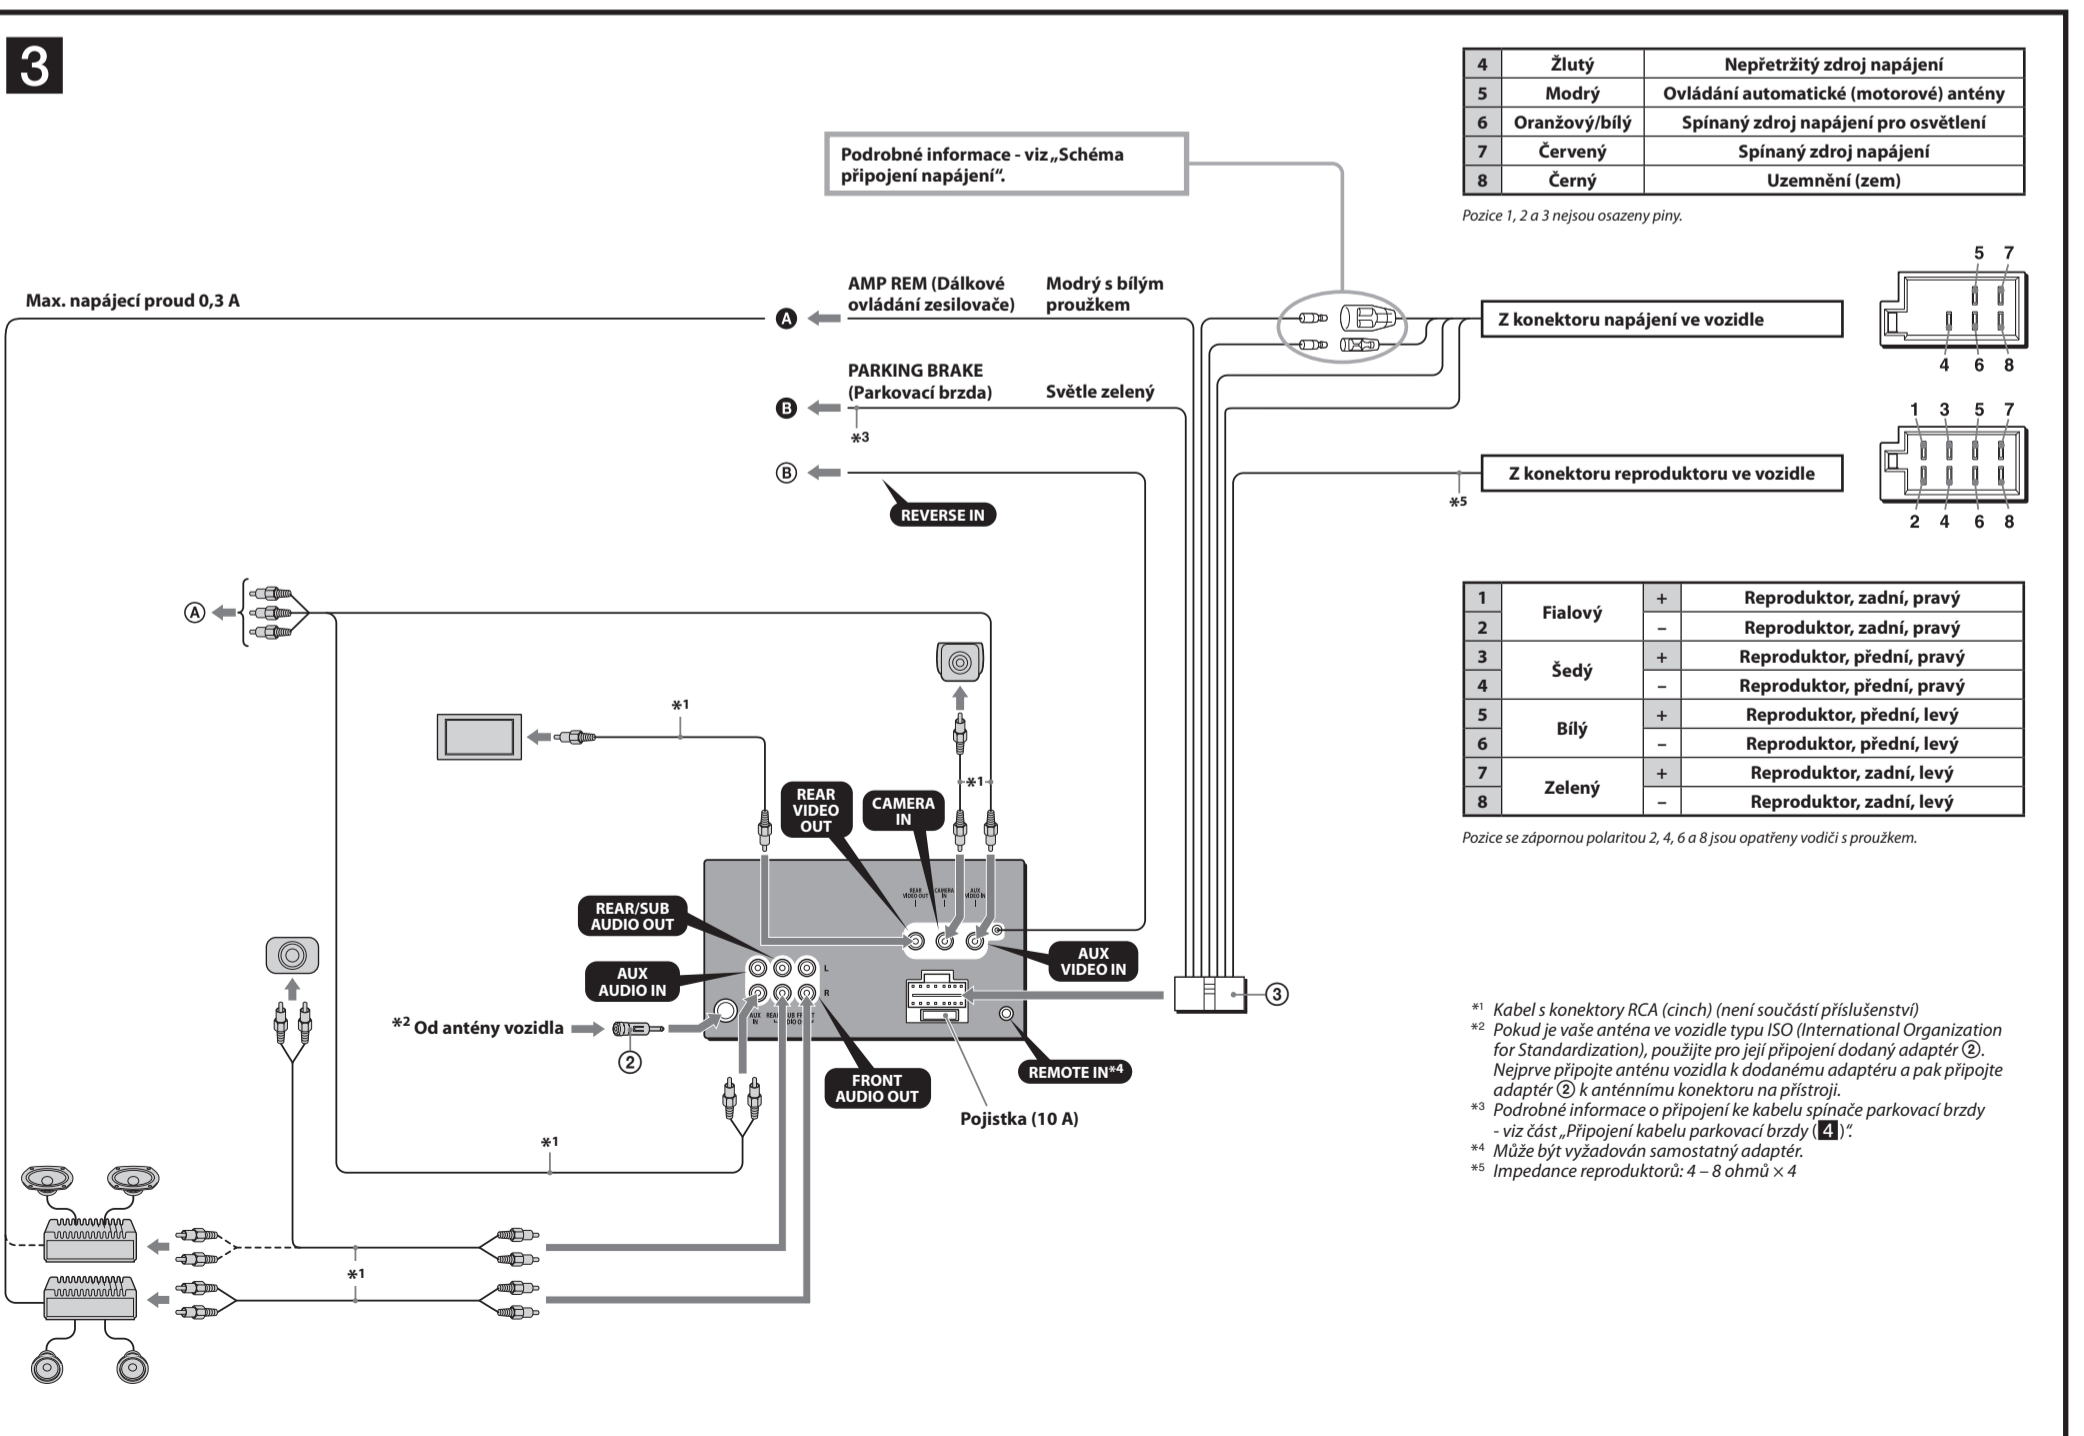 3
4 Žlutý Nepřetržitý zdroj napájení
5 Modrý Ovládání automatické (motorové) antény
6 Oranžový/bílý Spínaný zdroj napájení pro osvětlení
7 Červený Spínaný zdroj napájení
8 Černý Uzemnění (zem)
Pozice 1, 2 a 3 nejsou osazeny piny.
Podrobné informace - viz „Schéma
připojení napájení“.
5 7
4 6 8
Max. napájecí proud 0,3 A
A
AMP REM (Dálkové
ovládání zesilovače)
Modrý s bílým
proužkem
Z konektoru napájení ve vozidle
B
PARKING BRAKE
(Parkovací brzda)
Světle zelený
*3
B
REVERSE IN
1 3 5 7
Z konektoru reproduktoru ve vozidle
*5
2 4 6 8
A
1 Fialový + Reproduktor, zadní, pravý
2 – Reproduktor, zadní, pravý
3 Šedý + Reproduktor, přední, pravý
4 – Reproduktor, přední, pravý
5 Bílý + Reproduktor, přední, levý
6 – Reproduktor, přední, levý
7 Zelený + Reproduktor, zadní, levý
8 – Reproduktor, zadní, levý
Pozice se zápornou polaritou 2, 4, 6 a 8 jsou opatřeny vodiči s proužkem.
*1
*1
REAR
VIDEO
OUT
CAMERA
IN
REAR
VIDEO OUT
CAMERA
IN
AUX
VIDEO IN
REAR/SUB
AUDIO OUT
AUX
AUDIO IN
AUX
VIDEO IN
L
R
AUX
IN
3
*2 Od antény vozidla
2
FRONT
AUDIO OUT
REMOTE IN*4
Pojistka (10 A)
*1
*1
*1 Kabel s konektory RCA (cinch) (není součástí příslušenství)
*2 Pokud je vaše anténa ve vozidle typu ISO (International Organization
for Standardization), použijte pro její připojení dodaný adaptér ②.
Nejprve připojte anténu vozidla k dodanému adaptéru a pak připojte
adaptér ② k anténnímu konektoru na přístroji.
*3 Podrobné informace o připojení ke kabelu spínače parkovací brzdy
- viz část „Připojení kabelu parkovací brzdy (4)“.
*4 Může být vyžadován samostatný adaptér.
*5 Impedance reproduktorů: 4 – 8 ohmů × 4